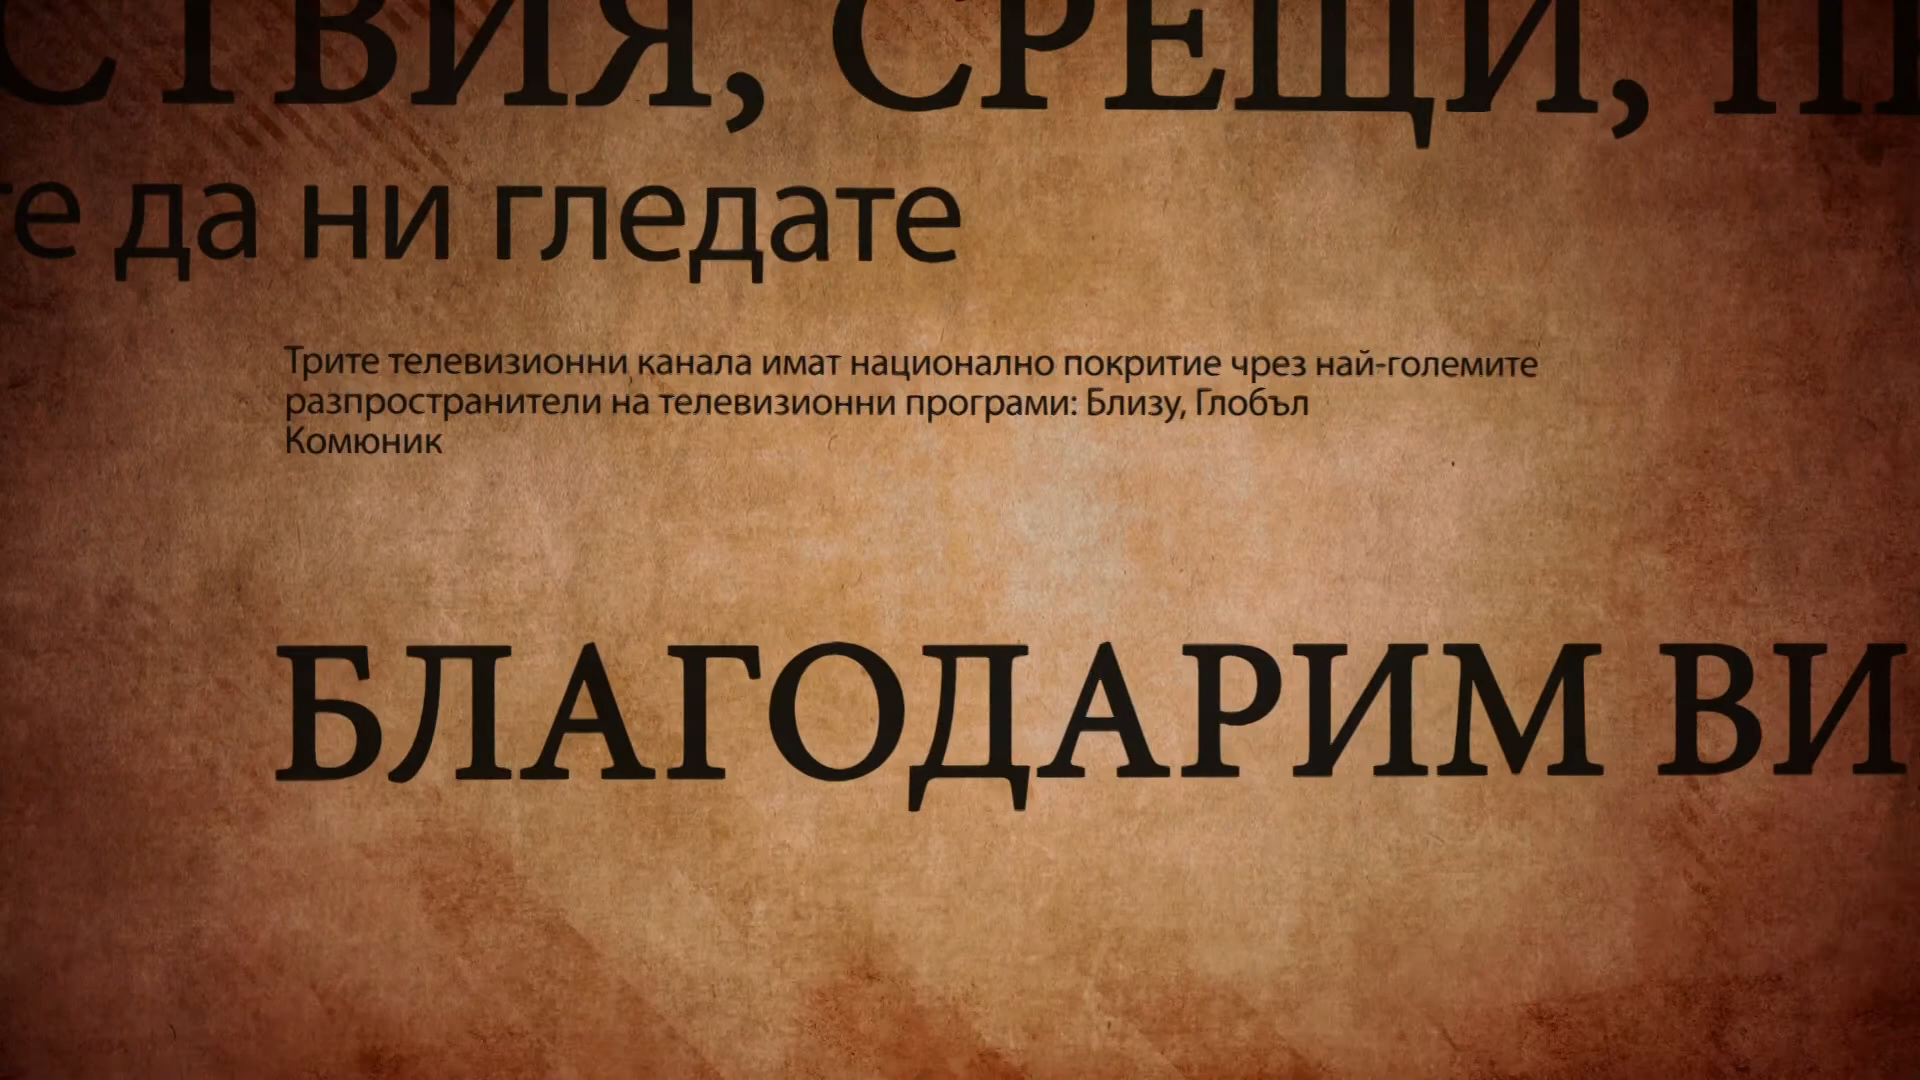 СТВИЯ, СРЕЩИ, П
те да ни гледате
Трите телевизионни канала имат национално покритие чрез най-големите
разпространители на телевизионни програми: Близу, Глобъл
Комюник
БЛАГОДАРИМ ВИ